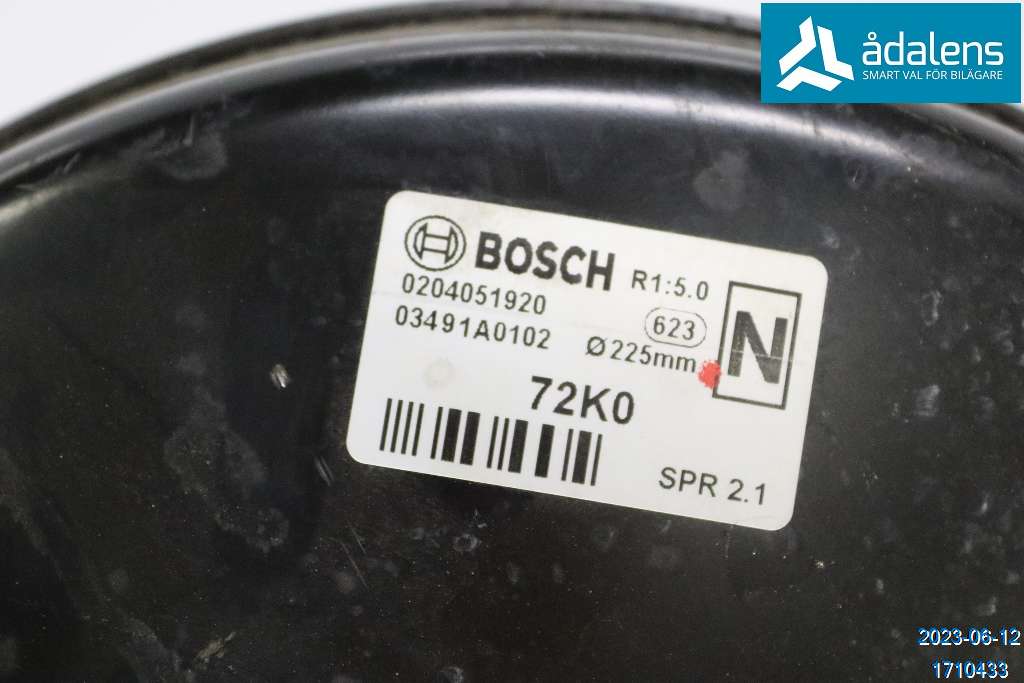 ådalens
SMART VAL FÖR BILÄGARE
BOSCH R1:5.0
0204051920
03491A0102
623
Ø225mm
N
72K0
SPR 2.1
2023-06-12
1710433